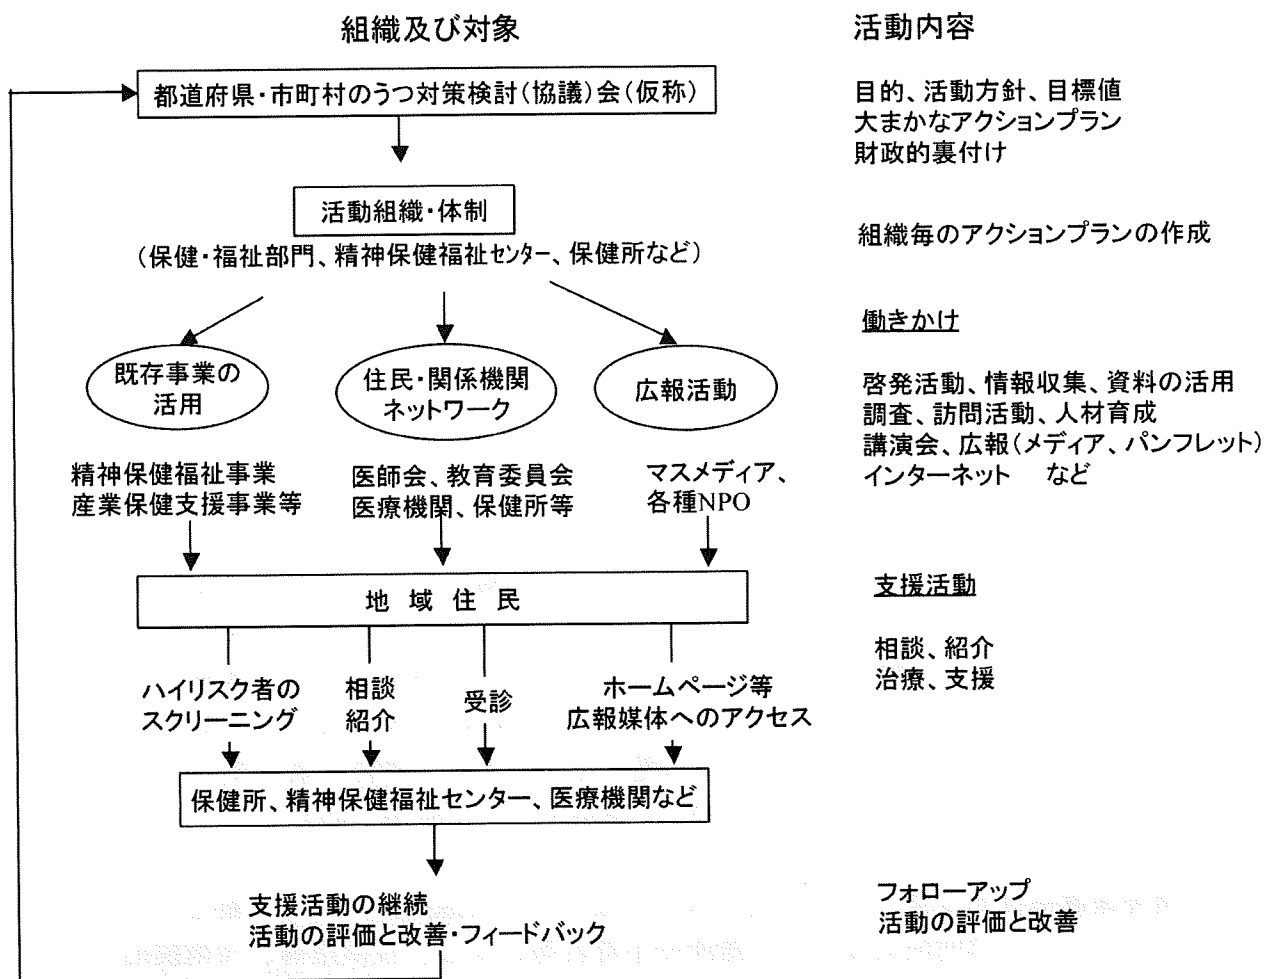 組織及び対象
活動内容
都道府県・市町村のうつ対策検討(協議)会(仮称)
目的、活動方針、目標値
大まかなアクションプラン
財政的裏付け
活動組織・体制
(保健・福祉部門、精神保健福祉センター、保健所など)
組織毎のアクションプランの作成
働きかけ
既存事業の
活用
住民・関係機関
ネットワーク
広報活動
啓発活動、情報収集、資料の活用
調査、訪問活動、人材育成
講演会、広報(メディア、パンフレット)
インターネット など
精神保健福祉事業
産業保健支援事業等
医師会、教育委員会
医療機関、保健所等
マスメディア、
各種NPO
地 域 住 民
支援活動
相談、紹介
治療、支援
ハイリスク者の
スクリーニング
相談
紹介
受診
ホームページ等
広報媒体へのアクセス
保健所、精神保健福祉センター、医療機関など
支援活動の継続
活動の評価と改善・フィードバック
フォローアップ
活動の評価と改善